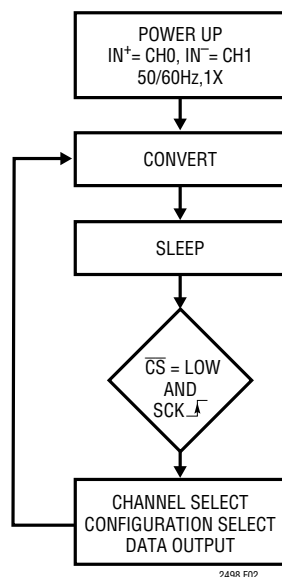 POWER UP
IN⁺= CH0, IN⁻= CH1
50/60Hz,1X
CONVERT
SLEEP
C̅S̅ = LOW
AND
SCK
CHANNEL SELECT
CONFIGURATION SELECT
DATA OUTPUT
2498 F02